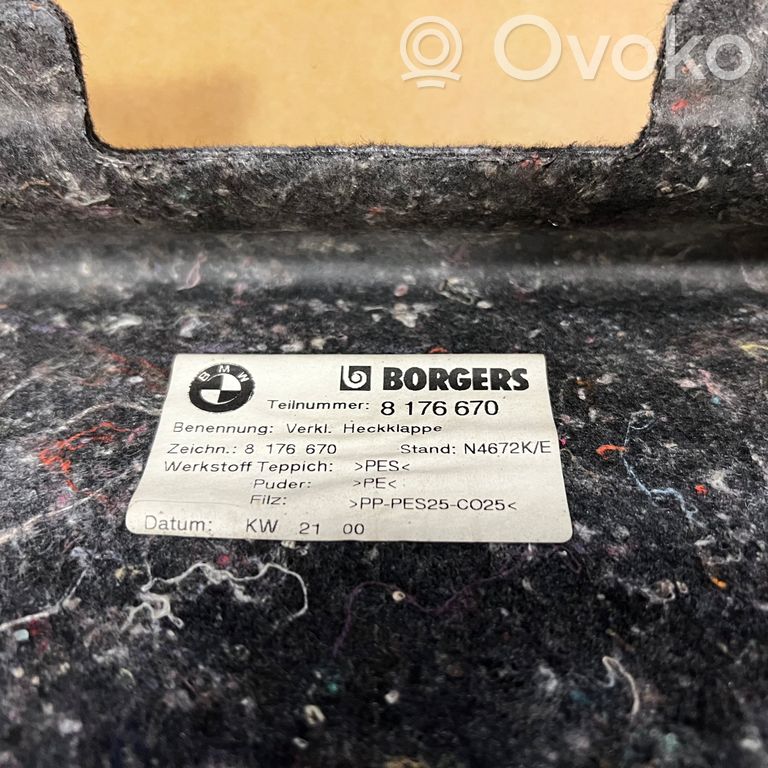 Ovoko
BMW
BORGERS
Teilnummer: 8 176 670
Benennung: Verkl. Heckklappe
Zeichn.: 8 176 670 Stand: N4672K/E
Werkstoff Teppich: >PES<
Puder: >PE<
Filz: >PP-PES25-CO25<
Datum: KW 21 00